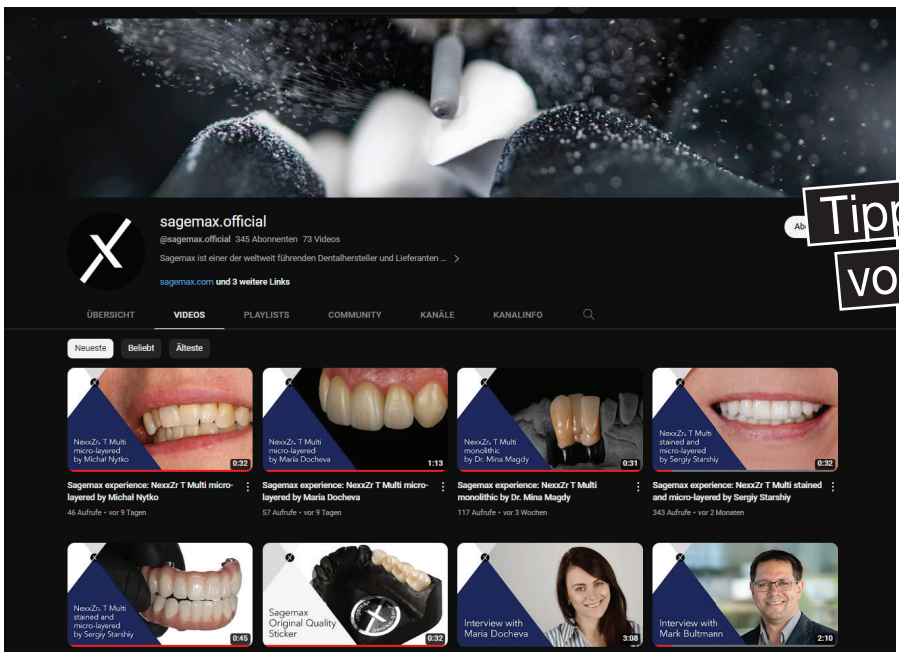 sagemax.official
@sagemax.official 345 Abonnenten 73 Videos
Sagemax ist einer der weltweit führenden Dentalhersteller und Lieferanten ...
sagemax.com und 3 weitere Links
ÜBERSICHT VIDEOS PLAYLISTS COMMUNITY KANÄLE KANALINFO
Neueste Beliebt Älteste
NexxZr. T Multi
micro-layered
by Michał Nytko
0:32
NexxZr. T Multi
micro-layered
by Maria Docheva
1:13
NexxZr. T Multi
monolithic
by Dr. Mina Magdy
0:31
NexxZr. T Multi
stained and
micro-layered
by Sergiy Starshiy
0:32
Sagemax experience: NexxZr T Multi micro-
layered by Michał Nytko
46 Aufrufe • vor 9 Tagen
Sagemax experience: NexxZr T Multi micro-
layered by Maria Docheva
57 Aufrufe • vor 9 Tagen
Sagemax experience: NexxZr T Multi
monolithic by Dr. Mina Magdy
117 Aufrufe • vor 3 Wochen
Sagemax experience: NexxZr T Multi stained
and micro-layered by Sergiy Starshiy
343 Aufrufe • vor 2 Monaten
NexxZr. T Multi
stained and
micro-layered
by Sergiy Starshiy
0:45
Sagemax
Original Quality
Sticker
0:32
Interview with
Maria Docheva
3:08
Interview with
Mark Bultmann
2:10